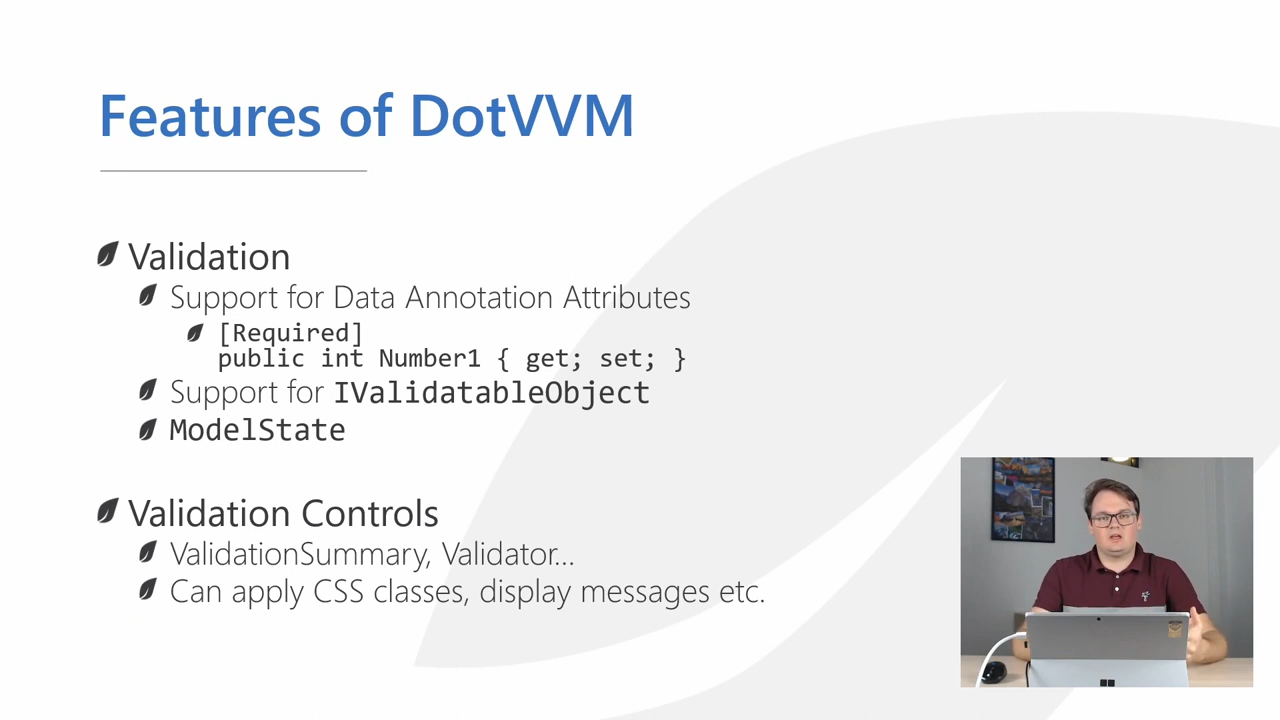 Features of DotVVM
Validation
Support for Data Annotation Attributes
[Required]
public int Number1 { get; set; }
Support for IValidatableObject
ModelState
Validation Controls
ValidationSummary, Validator...
Can apply CSS classes, display messages etc.